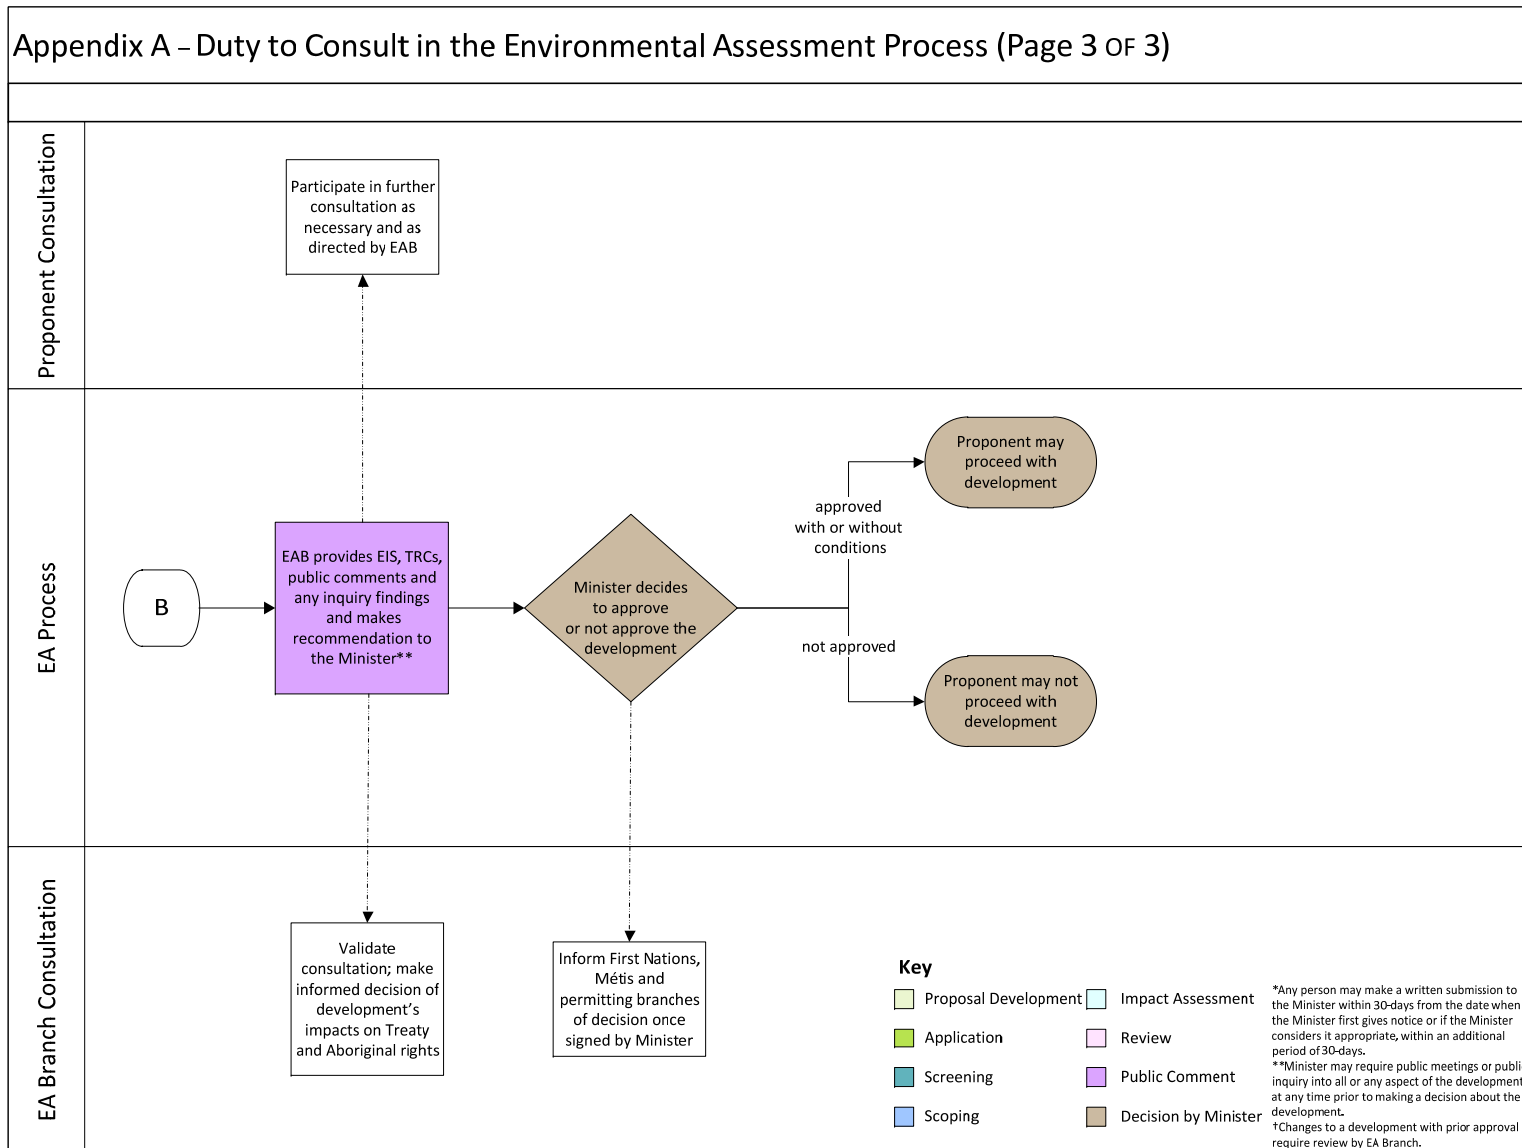 Appendix A – Duty to Consult in the Environmental Assessment Process (Page 3 OF 3)
Proponent Consultation
Participate in further
consultation as
necessary and as
directed by EAB
EA Process
B
EAB provides EIS, TRCs,
public comments and
any inquiry findings
and makes
recommendation to
the Minister**
Minister decides
to approve
or not approve the
development
approved
with or without
conditions
not approved
Proponent may
proceed with
development
Proponent may not
proceed with
development
EA Branch Consultation
Validate
consultation; make
informed decision of
development’s
impacts on Treaty
and Aboriginal rights
Inform First Nations,
Métis and
permitting branches
of decision once
signed by Minister
Key
Proposal Development
Application
Screening
Scoping
Impact Assessment
Review
Public Comment
Decision by Minister
*Any person may make a written submission to
the Minister within 30-days from the date when
the Minister first gives notice or if the Minister
considers it appropriate, within an additional
period of 30-days.
**Minister may require public meetings or public
inquiry into all or any aspect of the development
at any time prior to making a decision about the
development.
†Changes to a development with prior approval
require review by EA Branch.